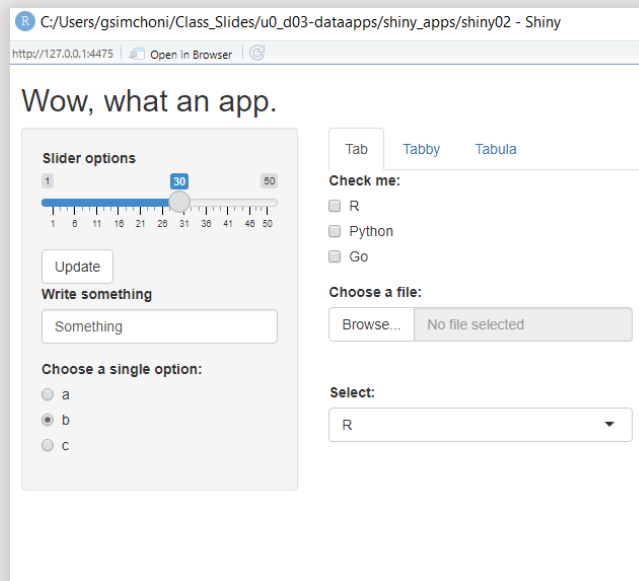 C:/Users/gsimchoni/Class_Slides/u0_d03-dataapps/shiny_apps/shiny02 - Shiny
http://127.0.0.1:4475 Open in Browser
Wow, what an app.
Slider options
1 30 50
1 6 11 16 21 26 31 36 41 46 50
Update
Write something
Something
Choose a single option:
a
b
c
Tab Tabby Tabula
Check me:
R
Python
Go
Choose a file:
Browse... No file selected
Select:
R